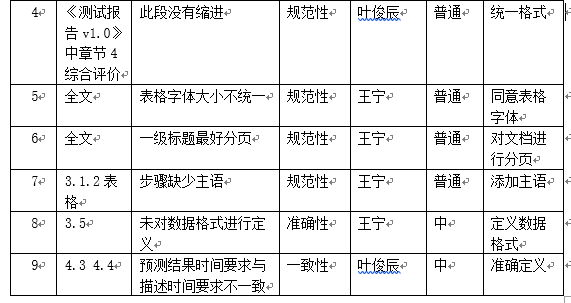 4 《测试报告 v1.0》中章节 4 综合评价 此段没有缩进 规范性 叶俊辰 普通 统一格式
5 全文 表格字体大小不统一 规范性 王宁 普通 同意表格字体
6 全文 一级标题最好分页 规范性 王宁 普通 对文档进行分页
7 3.1.2 表格 步骤缺少主语 规范性 王宁 普通 添加主语
8 3.5 未对数据格式进行定义 准确性 王宁 中 定义数据格式
9 4.3 4.4 预测结果时间要求与描述时间要求不一致 一致性 叶俊辰 中 准确定义